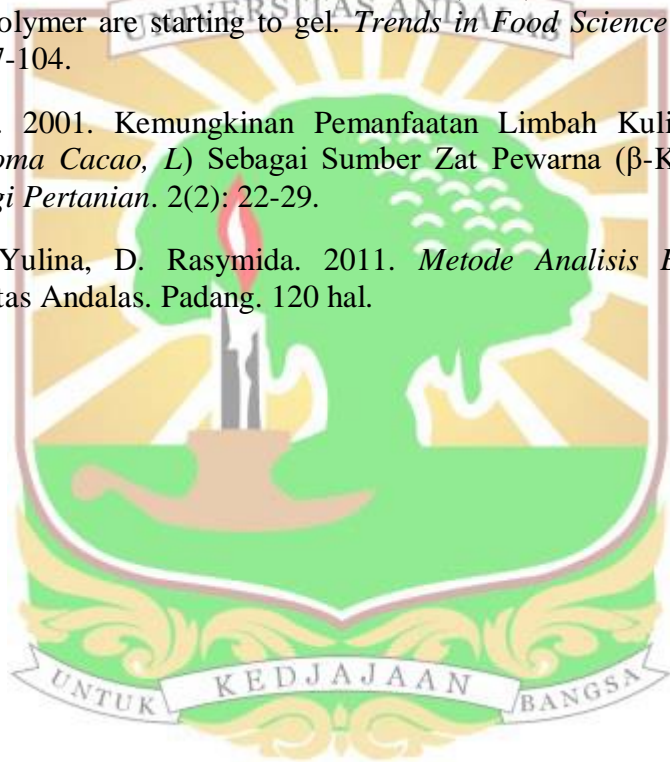 olymer are starting to gel. Trends in Food Science
UNIVERSITAS ANDALAS
7-104.
. 2001. Kemungkinan Pemanfaatan Limbah Kuli
oma Cacao, L) Sebagai Sumber Zat Pewarna (β-K
gi Pertanian. 2(2): 22-29.
Yulina, D. Rasymida. 2011. Metode Analisis
tas Andalas. Padang. 120 hal.
UNTUK KEDJAJAAN BANGSA